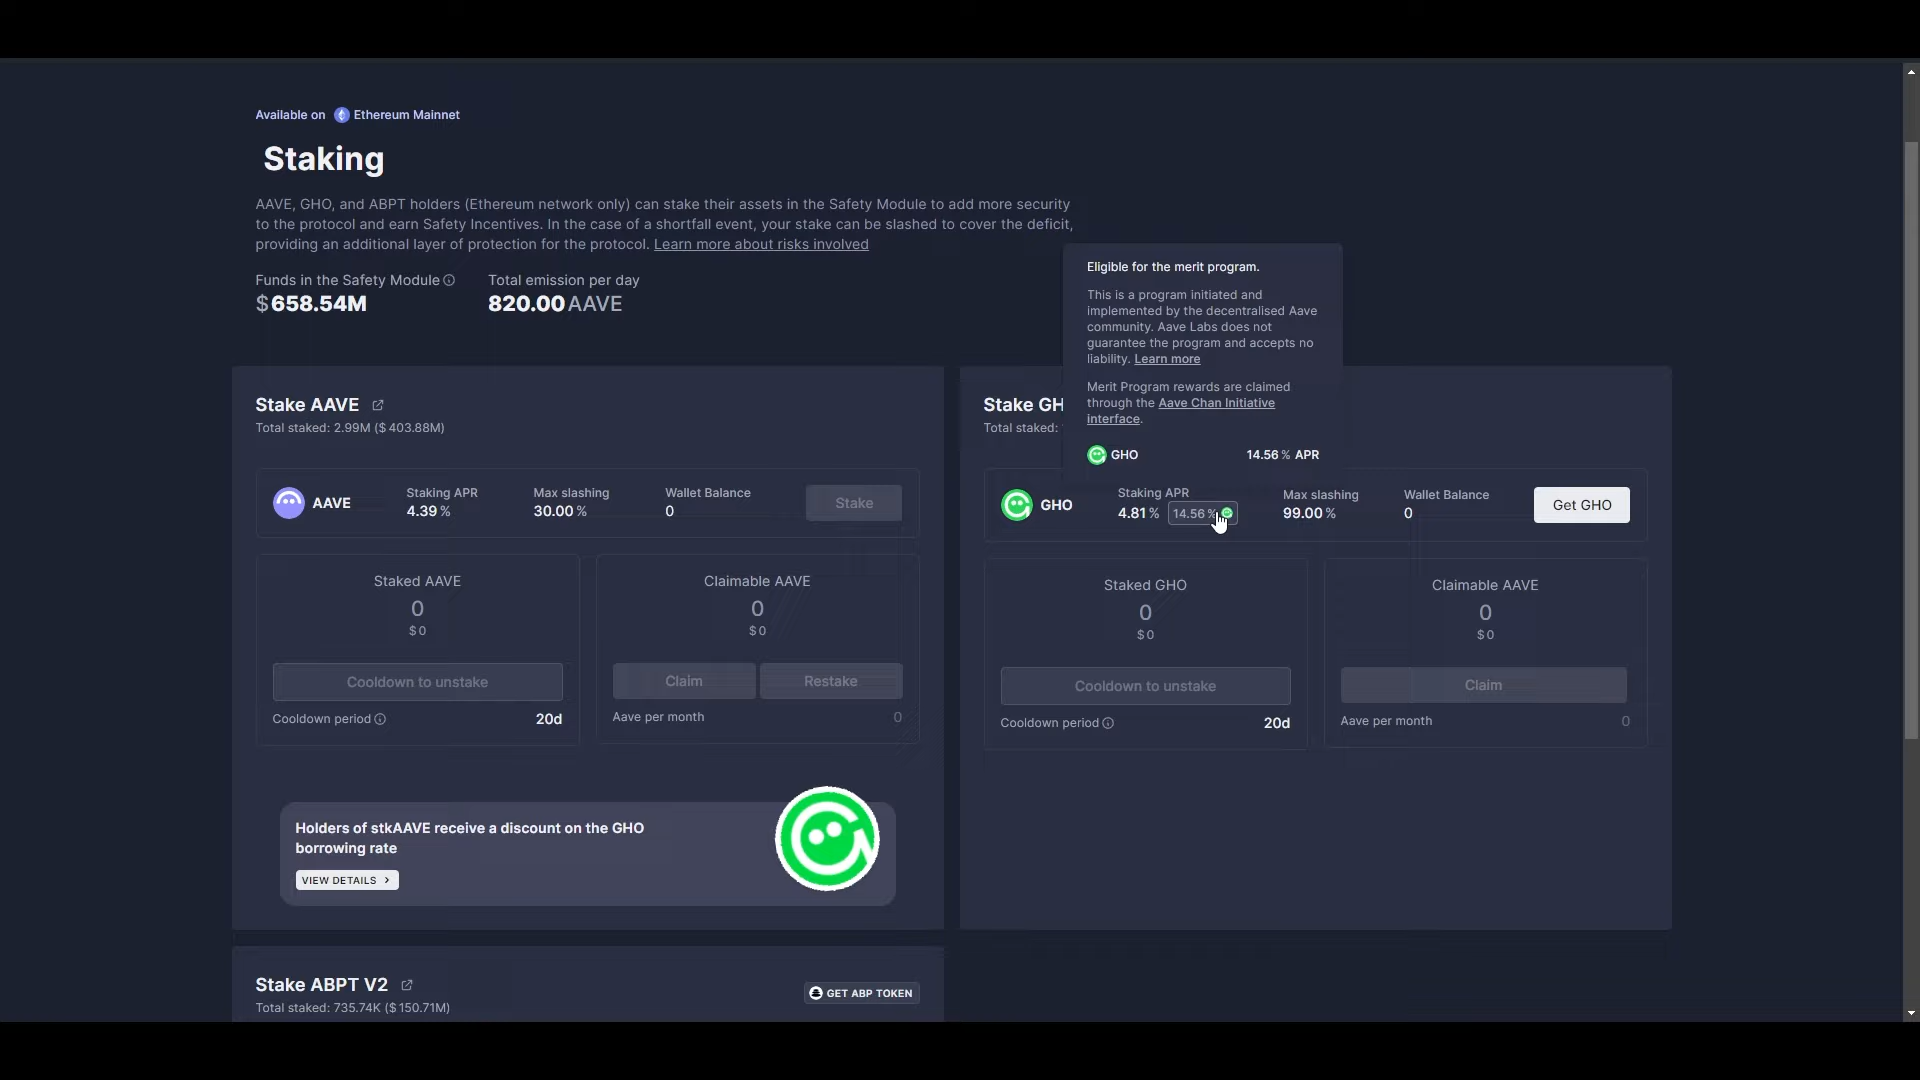 Available on Ethereum Mainnet
Staking
AAVE, GHO, and ABPT holders (Ethereum network only) can stake their assets in the Safety Module to add more security
to the protocol and earn Safety Incentives. In the case of a shortfall event, your stake can be slashed to cover the deficit,
providing an additional layer of protection for the protocol. Learn more about risks involved
Funds in the Safety Module
$658.54M
Total emission per day
820.00 AAVE
Eligible for the merit program.
This is a program initiated and
implemented by the decentralised Aave
community. Aave Labs does not
guarantee the program and accepts no
liability. Learn more
Merit Program rewards are claimed
through the Aave Chan Initiative
interface.
GHO 14.56% APR
Stake AAVE
Total staked: 2.99M ($403.88M)
AAVE
Staking APR
4.39%
Max slashing
30.00%
Wallet Balance
0
Stake
Staked AAVE
0
$0
Cooldown to unstake
Cooldown period 20d
Claimable AAVE
0
$0
Claim Restake
Aave per month 0
Holders of stkAAVE receive a discount on the GHO
borrowing rate
VIEW DETAILS >
Stake GH
Total staked:
GHO
Staking APR
4.81% 14.56%
Max slashing
99.00%
Wallet Balance
0
Get GHO
Staked GHO
0
$0
Cooldown to unstake
Cooldown period 20d
Claimable AAVE
0
$0
Claim
Aave per month 0
Stake ABPT V2
Total staked: 735.74K ($150.71M)
GET ABP TOKEN